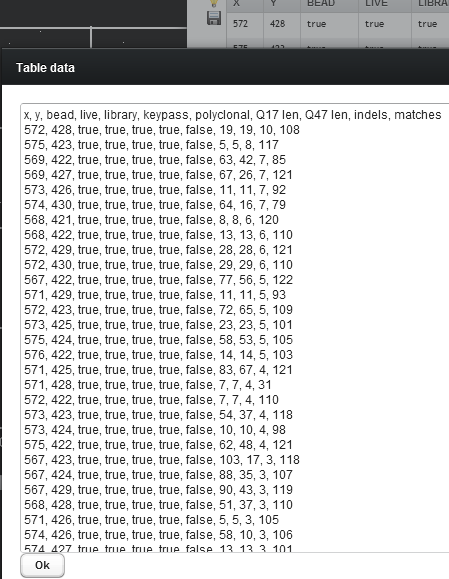 X Y BEAD LIVE LIBRA
572 428 true true true
Table data
x, y, bead, live, library, keypass, polyclonal, Q17 len, Q47 len, indels, matches
572, 428, true, true, true, true, false, 19, 19, 10, 108
575, 423, true, true, true, true, false, 5, 5, 8, 117
569, 422, true, true, true, true, false, 63, 42, 7, 85
569, 427, true, true, true, true, false, 67, 26, 7, 121
573, 426, true, true, true, true, false, 11, 11, 7, 92
574, 430, true, true, true, true, false, 64, 16, 7, 79
568, 421, true, true, true, true, false, 8, 8, 6, 120
568, 422, true, true, true, true, false, 13, 13, 6, 110
572, 429, true, true, true, true, false, 28, 28, 6, 121
572, 430, true, true, true, true, false, 29, 29, 6, 110
567, 422, true, true, true, true, false, 77, 56, 5, 122
571, 429, true, true, true, true, false, 11, 11, 5, 93
572, 423, true, true, true, true, false, 72, 65, 5, 109
573, 425, true, true, true, true, false, 23, 23, 5, 101
575, 424, true, true, true, true, false, 58, 53, 5, 105
576, 422, true, true, true, true, false, 14, 14, 5, 103
571, 425, true, true, true, true, false, 83, 67, 4, 121
571, 428, true, true, true, true, false, 7, 7, 4, 31
572, 422, true, true, true, true, false, 7, 7, 4, 110
573, 423, true, true, true, true, false, 54, 37, 4, 118
573, 424, true, true, true, true, false, 10, 10, 4, 98
575, 422, true, true, true, true, false, 62, 48, 4, 121
567, 423, true, true, true, true, false, 103, 17, 3, 118
567, 424, true, true, true, true, false, 88, 35, 3, 107
567, 429, true, true, true, true, false, 90, 43, 3, 119
568, 428, true, true, true, true, false, 51, 37, 3, 110
571, 426, true, true, true, true, false, 5, 5, 3, 105
574, 426, true, true, true, true, false, 58, 10, 3, 106
574, 427, true, true, true, true, false, 13, 13, 3, 101
Ok